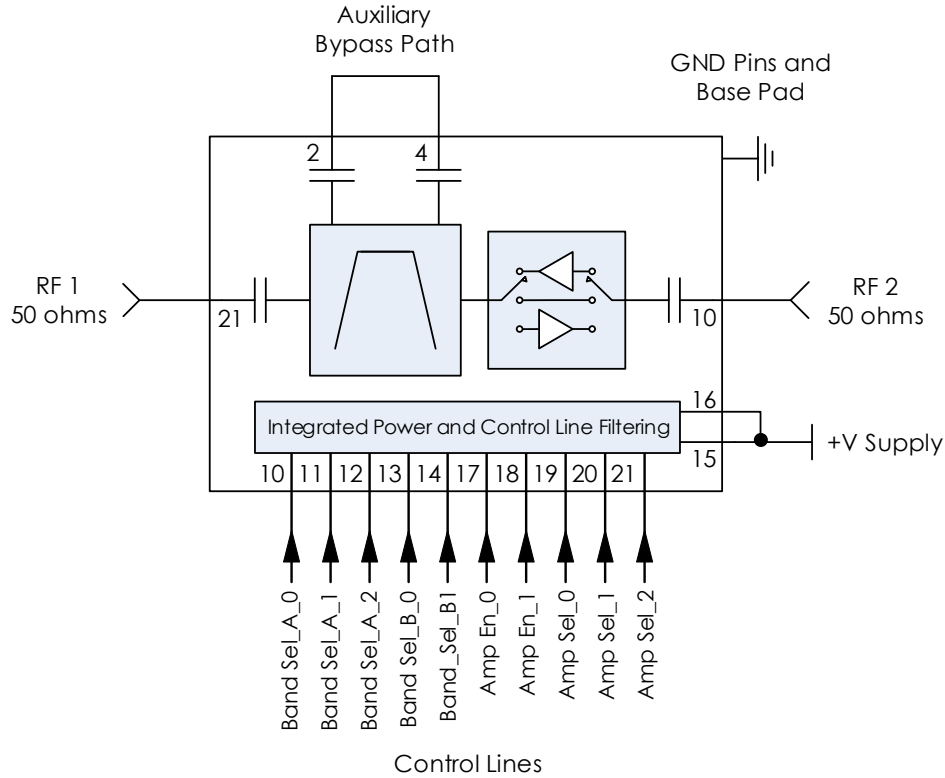 Auxiliary
Bypass Path
GND Pins and
Base Pad
2
4
RF 1
50 ohms
21
10
RF 2
50 ohms
16
Integrated Power and Control Line Filtering
+V Supply
15
10 11 12 13 14 17 18 19 20 21
Band Sel_A_0
Band Sel_A_1
Band Sel_A_2
Band Sel_B_0
Band_Sel_B1
Amp En_0
Amp En_1
Amp Sel_0
Amp Sel_1
Amp Sel_2
Control Lines